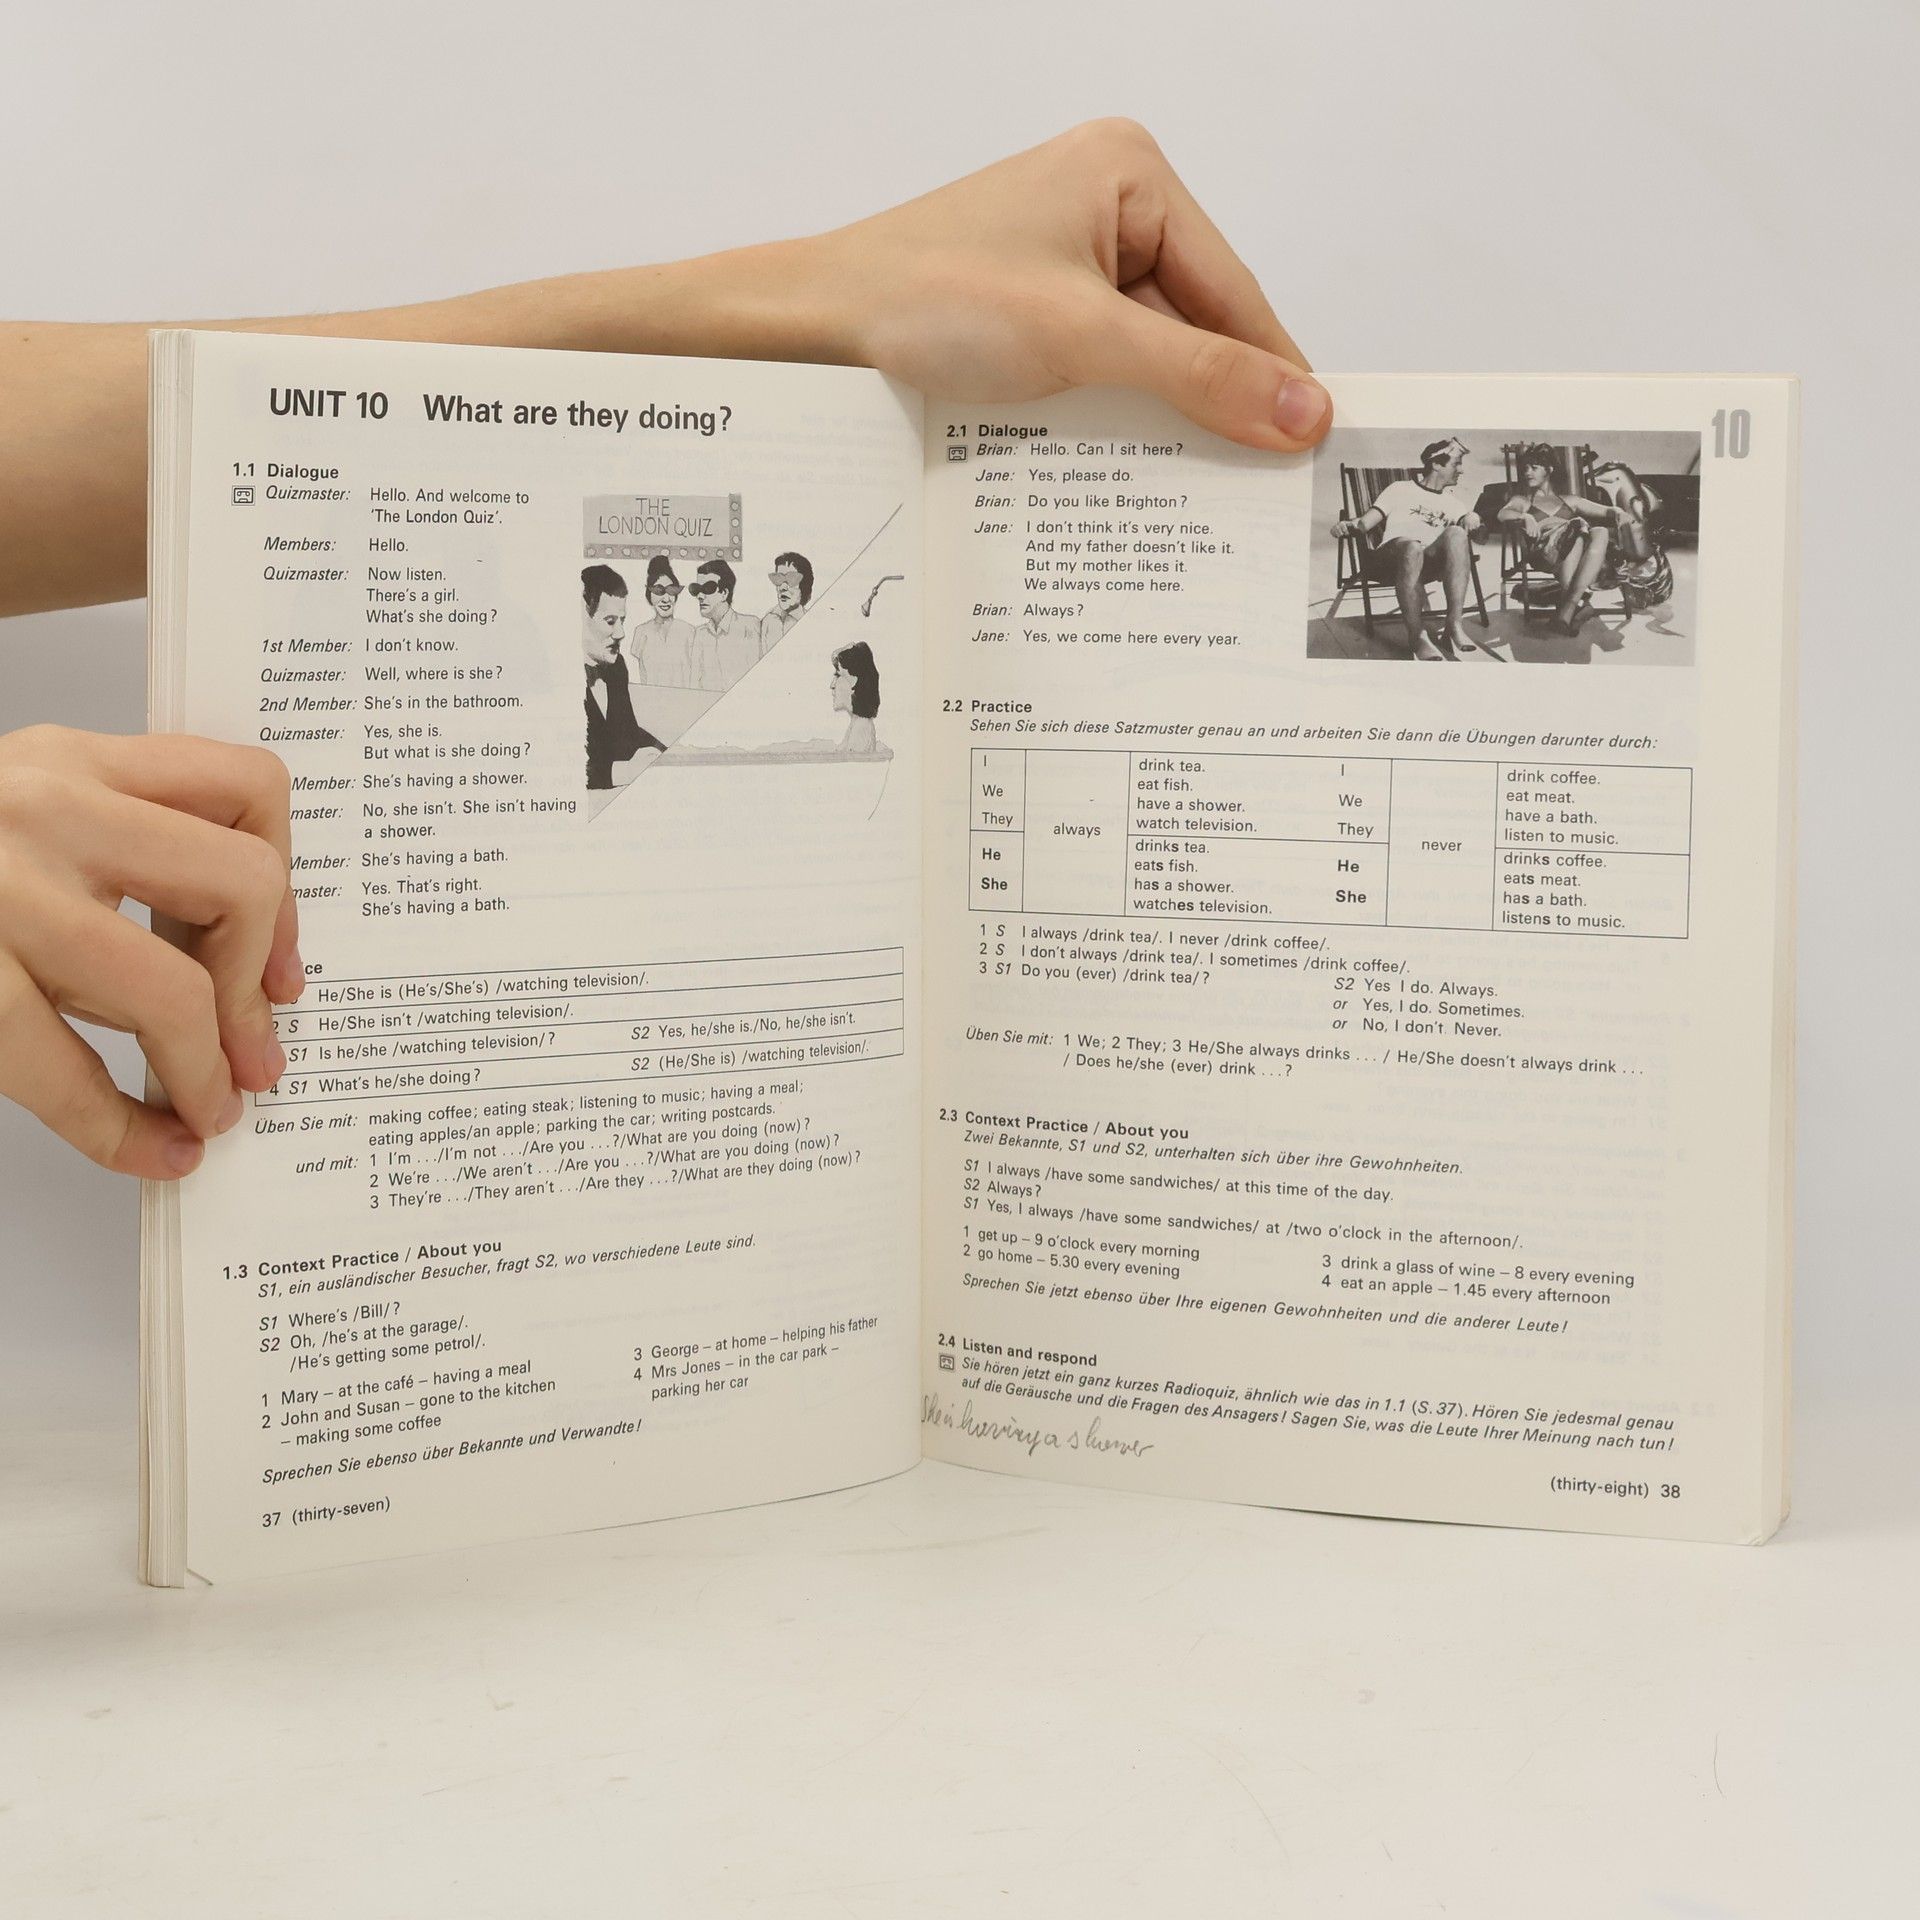 UNIT 10 What are they doing?
1.1 Dialogue
Quizmaster: Hello. And welcome to
'The London Quiz'.
Members: Hello.
Quizmaster: Now listen.
There's a girl.
What's she doing?
1st Member: I don't know.
Quizmaster: Well, where is she?
2nd Member: She's in the bathroom.
Quizmaster: Yes, she is.
But what is she doing?
Member: She's having a shower.
master: No, she isn't. She isn't having
a shower.
Member: She's having a bath.
master: Yes. That's right.
She's having a bath.
THE
LONDON QUIZ
ice
He/She is (He's/She's) /watching television/.
2 S He/She isn't /watching television/.
S1 Is he/she /watching television/? S2 Yes, he/she is./No, he/she isn't.
4 S1 What's he/she doing? S2 (He/She is) /watching television/.
Üben Sie mit: making coffee; eating steak; listening to music; having a meal;
eating apples/an apple; parking the car; writing postcards.
und mit: 1 I'm .../I'm not .../Are you ...?/What are you doing (now)?
2 We're .../We aren't .../Are you ...?/What are you doing (now)?
3 They're .../They aren't .../Are they ...?/What are they doing (now)?
1.3 Context Practice / About you
S1, ein ausländischer Besucher, fragt S2, wo verschiedene Leute sind.
S1 Where's /Bill/?
S2 Oh, /he's at the garage/.
/He's getting some petrol/.
1 Mary – at the café – having a meal
2 John and Susan – gone to the kitchen
– making some coffee
3 George – at home – helping his father
4 Mrs Jones – in the car park –
parking her car
Sprechen Sie ebenso über Bekannte und Verwandte!
37 (thirty-seven)
10
2.1 Dialogue
Brian: Hello. Can I sit here?
Jane: Yes, please do.
Brian: Do you like Brighton?
Jane: I don't think it's very nice.
And my father doesn't like it.
But my mother likes it.
We always come here.
Brian: Always?
Jane: Yes, we come here every year.
2.2 Practice
Sehen Sie sich diese Satzmuster genau an und arbeiten Sie dann die Übungen darunter durch:
I
We
They
He
She
always
drink tea.
eat fish.
have a shower.
watch television.
drinks tea.
eats fish.
has a shower.
watches television.
I
We
They
He
She
never
drink coffee.
eat meat.
have a bath.
listen to music.
drinks coffee.
eats meat.
has a bath.
listens to music.
1 S I always /drink tea/. I never /drink coffee/.
2 S I don't always /drink tea/. I sometimes /drink coffee/.
3 S1 Do you (ever) /drink tea/? S2 Yes I do. Always.
or Yes, I do. Sometimes.
or No, I don't. Never.
Üben Sie mit: 1 We; 2 They; 3 He/She always drinks ... / He/She doesn't always drink ...
/ Does he/she (ever) drink ...?
2.3 Context Practice / About you
Zwei Bekannte, S1 und S2, unterhalten sich über ihre Gewohnheiten.
S1 I always /have some sandwiches/ at this time of the day.
S2 Always?
S1 Yes, I always /have some sandwiches/ at /two o'clock in the afternoon/.
1 get up – 9 o'clock every morning
2 go home – 5.30 every evening
3 drink a glass of wine – 8 every evening
4 eat an apple – 1.45 every afternoon
Sprechen Sie jetzt ebenso über Ihre eigenen Gewohnheiten und die anderer Leute!
2.4 Listen and respond
Sie hören jetzt ein ganz kurzes Radioquiz, ähnlich wie das in 1.1 (S. 37). Hören Sie jedesmal genau
auf die Geräusche und die Fragen des Ansagers! Sagen Sie, was die Leute Ihrer Meinung nach tun!
she is having a shower
(thirty-eight) 38